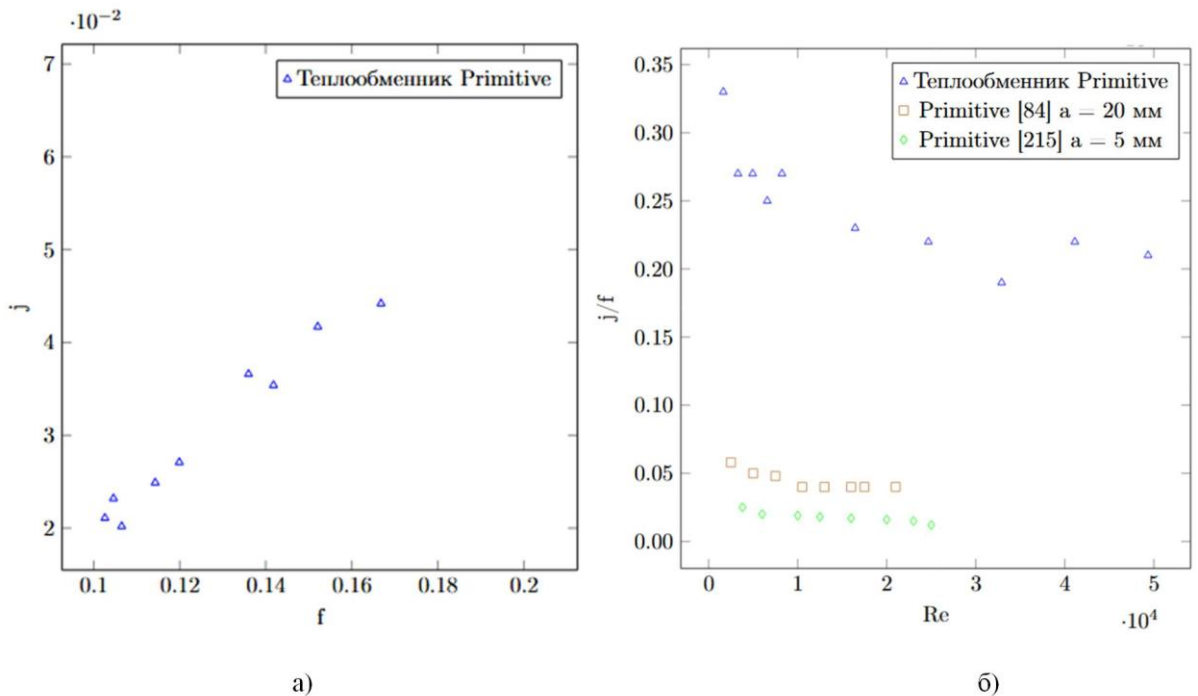 ·10⁻²
7
6
5
4
3
2
j
0.1 0.12 0.14 0.16 0.18 0.2
f
Теплообменник Primitive
а)
0.35
0.30
0.25
0.20
0.15
0.10
0.05
0.00
j/f
0 1 2 3 4 5
Re
·10⁴
Теплообменник Primitive
Primitive [84] a = 20 мм
Primitive [215] a = 5 мм
б)